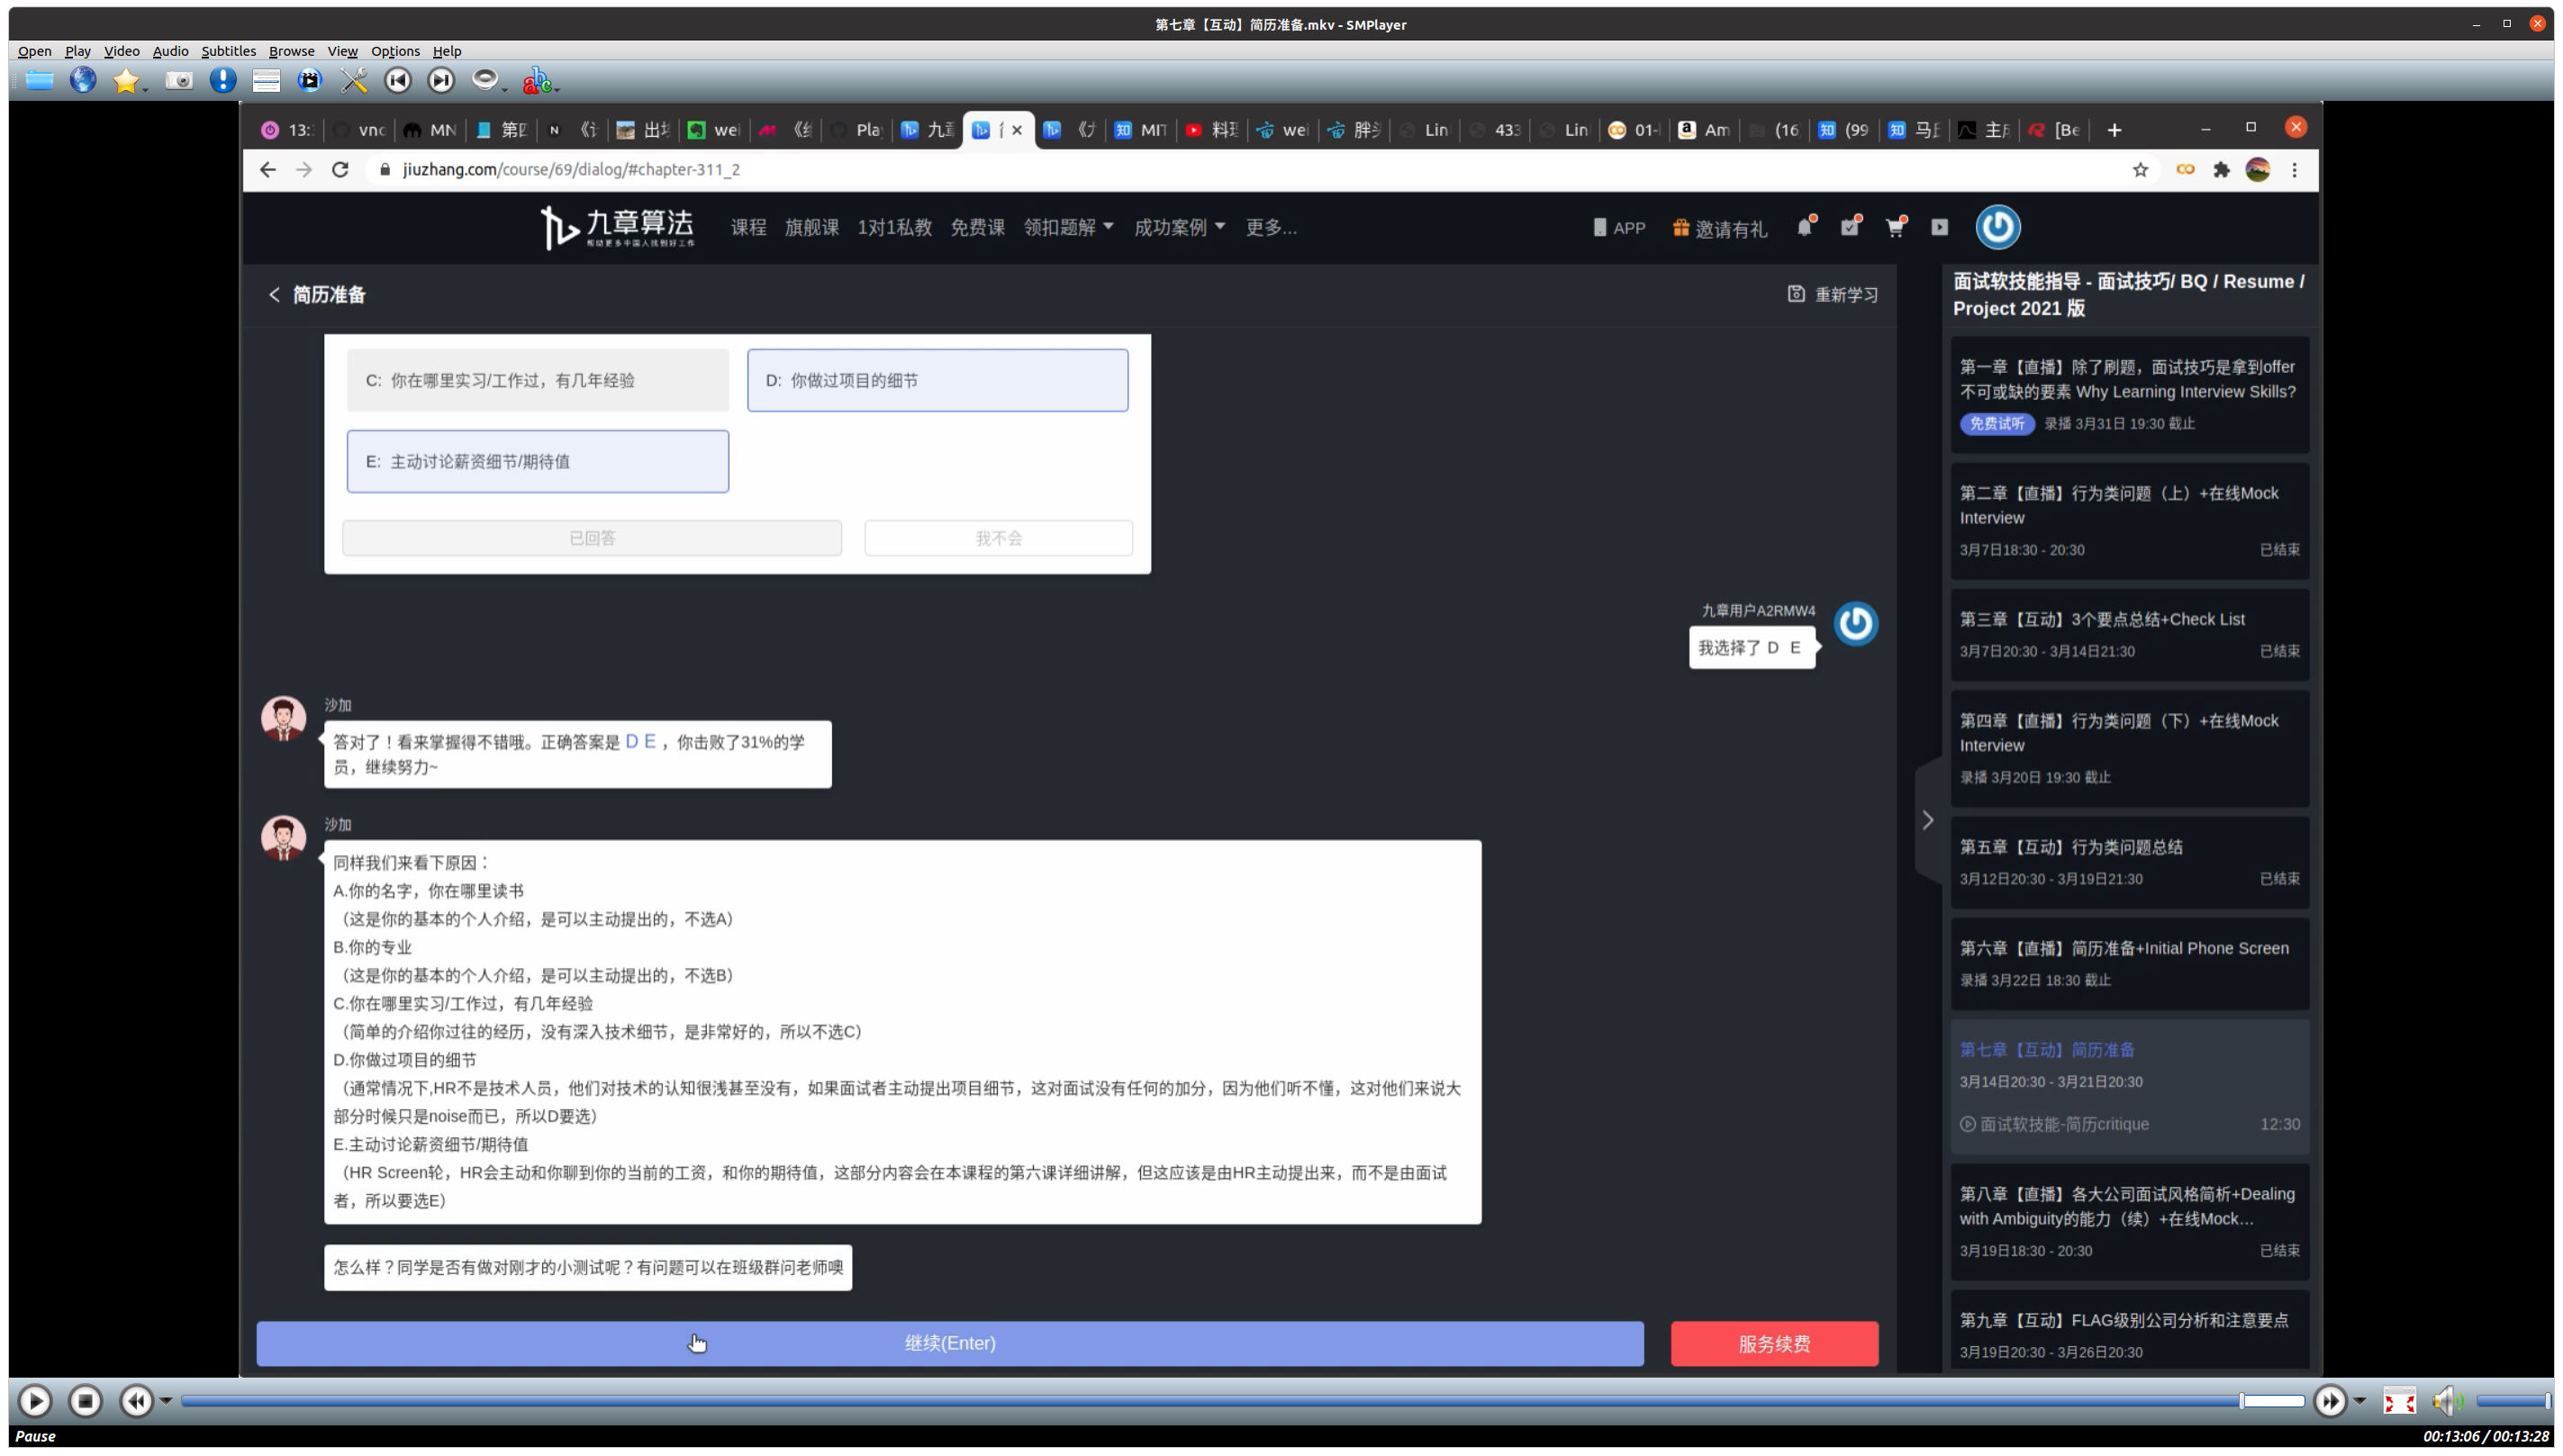 第七章【互动】简历准备.mkv - SMPlayer
Open Play Video Audio Subtitles Browse View Options Help
13: vnc MN 第四 《计 出坑 wei 《纟 Play 九章 《力 MIT 料理 wei 胖头 Lin 433 Lin 01- Am (16 (99 马丘 主成 [Be
jiuzhang.com/course/69/dialog/#chapter-311_2
九章算法
帮助更多中国人找到好工作
课程 旗舰课 1对1私教 免费课 领扣题解 成功案例 更多...
APP 邀请有礼
简历准备
重新学习
C: 你在哪里实习/工作过，有几年经验
D: 你做过项目的细节
E: 主动讨论薪资细节/期待值
已回答
我不会
九章用户A2RMW4
我选择了 D E
沙加
答对了！看来掌握得不错哦。正确答案是 D E ，你击败了31%的学
员，继续努力~
沙加
同样我们来看下原因：
A.你的名字，你在哪里读书
（这是你的基本的个人介绍，是可以主动提出的，不选A）
B.你的专业
（这是你的基本的个人介绍，是可以主动提出的，不选B）
C.你在哪里实习/工作过，有几年经验
（简单的介绍你过往的经历，没有深入技术细节，是非常好的，所以不选C）
D.你做过项目的细节
（通常情况下,HR不是技术人员，他们对技术的认知很浅甚至没有，如果面试者主动提出项目细节，这对面试没有任何的加分，因为他们听不懂，这对他们来说大
部分时候只是noise而已，所以D要选）
E.主动讨论薪资细节/期待值
（HR Screen轮，HR会主动和你聊到你的当前的工资，和你的期待值，这部分内容会在本课程的第六课详细讲解，但这应该是由HR主动提出来，而不是由面试
者，所以要选E）
怎么样？同学是否有做对刚才的小测试呢？有问题可以在班级群问老师噢
继续(Enter)
服务续费
面试软技能指导 - 面试技巧/ BQ / Resume /
Project 2021 版
第一章【直播】除了刷题，面试技巧是拿到offer
不可或缺的要素 Why Learning Interview Skills?
免费试听 录播 3月31日 19:30 截止
第二章【直播】行为类问题（上）+在线Mock
Interview
3月7日18:30 - 20:30 已结束
第三章【互动】3个要点总结+Check List
3月7日20:30 - 3月14日21:30 已结束
第四章【直播】行为类问题（下）+在线Mock
Interview
录播 3月20日 19:30 截止
第五章【互动】行为类问题总结
3月12日20:30 - 3月19日21:30 已结束
第六章【直播】简历准备+Initial Phone Screen
录播 3月22日 18:30 截止
第七章【互动】简历准备
3月14日20:30 - 3月21日20:30
面试软技能-简历critique 12:30
第八章【直播】各大公司面试风格简析+Dealing
with Ambiguity的能力（续）+在线Mock...
3月19日18:30 - 20:30 已结束
第九章【互动】FLAG级别公司分析和注意要点
3月19日20:30 - 3月26日20:30
Pause
00:13:06 / 00:13:28